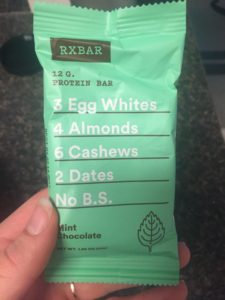 RXBAR
12 G.
PROTEIN BAR
3 Egg Whites
4 Almonds
6 Cashews
2 Dates
No B.S.
Mint
Chocolate